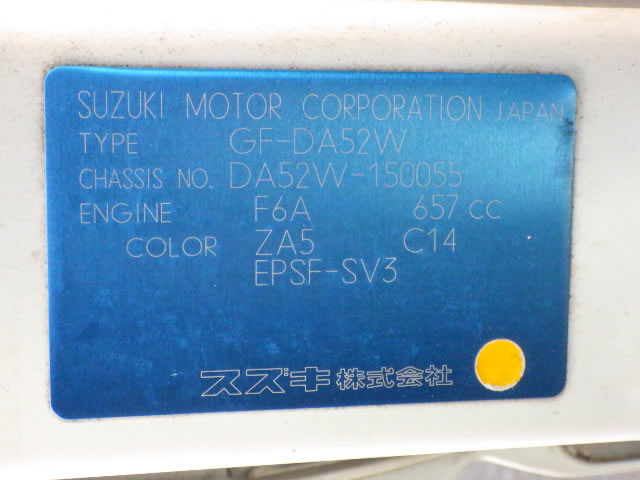 SUZUKI MOTOR CORPORATION JAPAN
TYPE GF-DA52W
CHASSIS NO. DA52W-150055
ENGINE F6A 657 cc
COLOR ZA5 C14
EPSF-SV3
スズキ株式会社